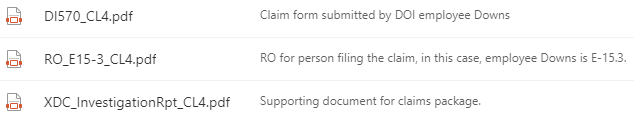 DI570_CL4.pdf Claim form submitted by DOI employee Downs
RO_E15-3_CL4.pdf RO for person filing the claim, in this case, employee Downs is E-15.3.
XDC_InvestigationRpt_CL4.pdf Supporting document for claims package.